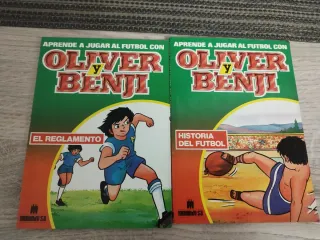 APRENDE A JUGAR AL FUTBOL CON
OLIVER
y
BENJI
EL REGLAMENTO
APRENDE A JUGAR AL FUTBOL CON
OLIVER
y
BENJI
HISTORIA
DEL FUTBOL